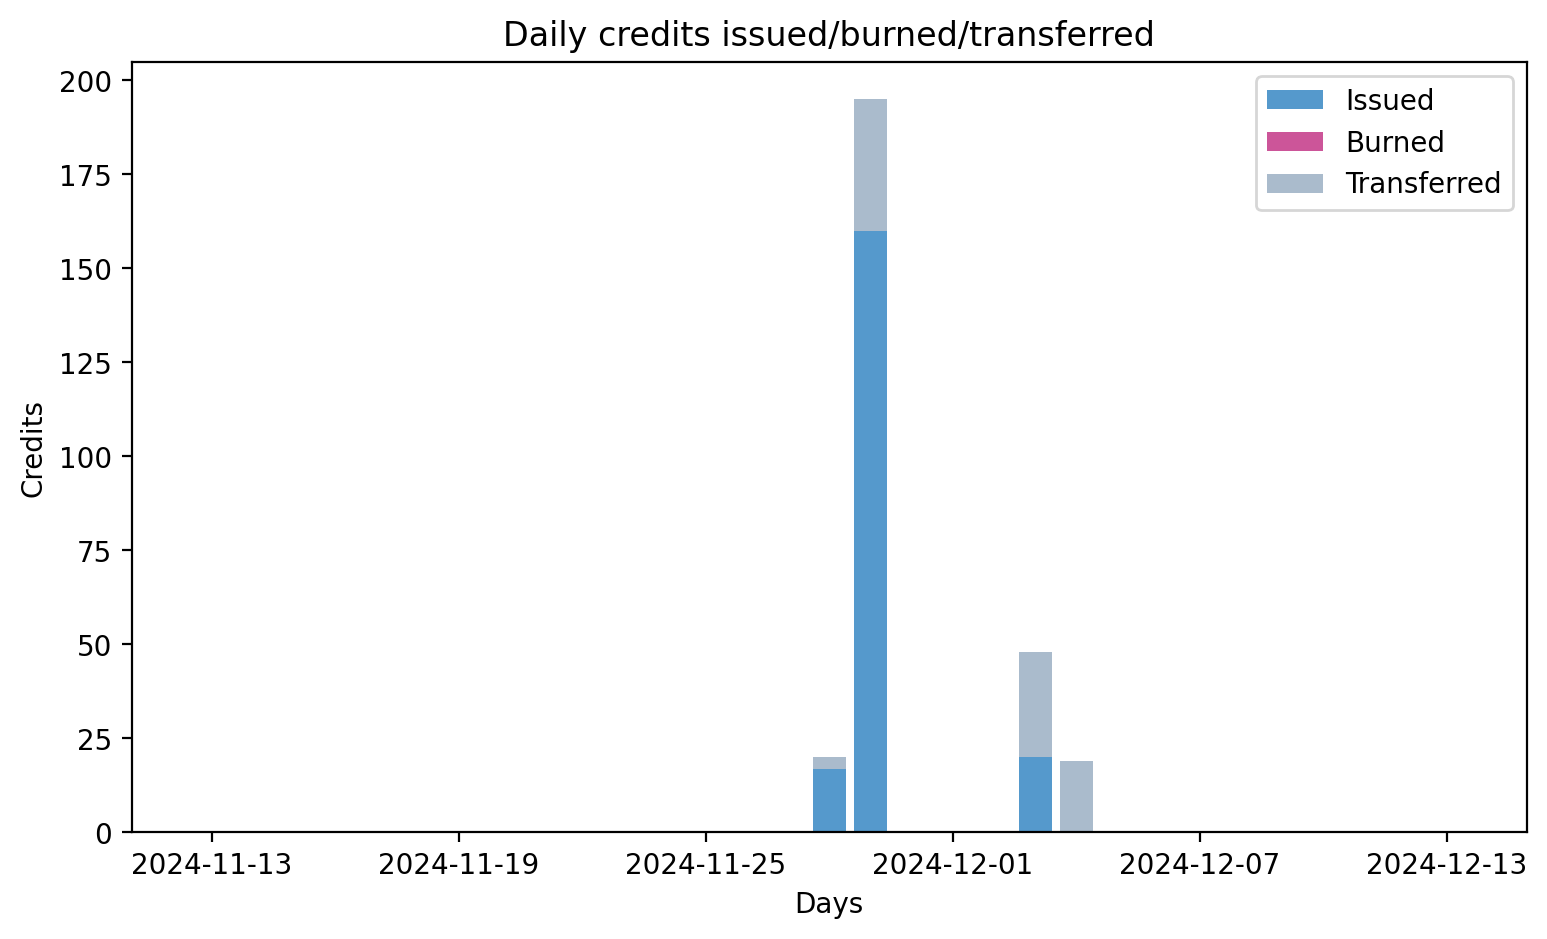 Daily credits issued/burned/transferred
200
175
150
125
100
75
50
25
0
Credits
Issued
Burned
Transferred
2024-11-13 2024-11-19 2024-11-25 2024-12-01 2024-12-07 2024-12-13
Days